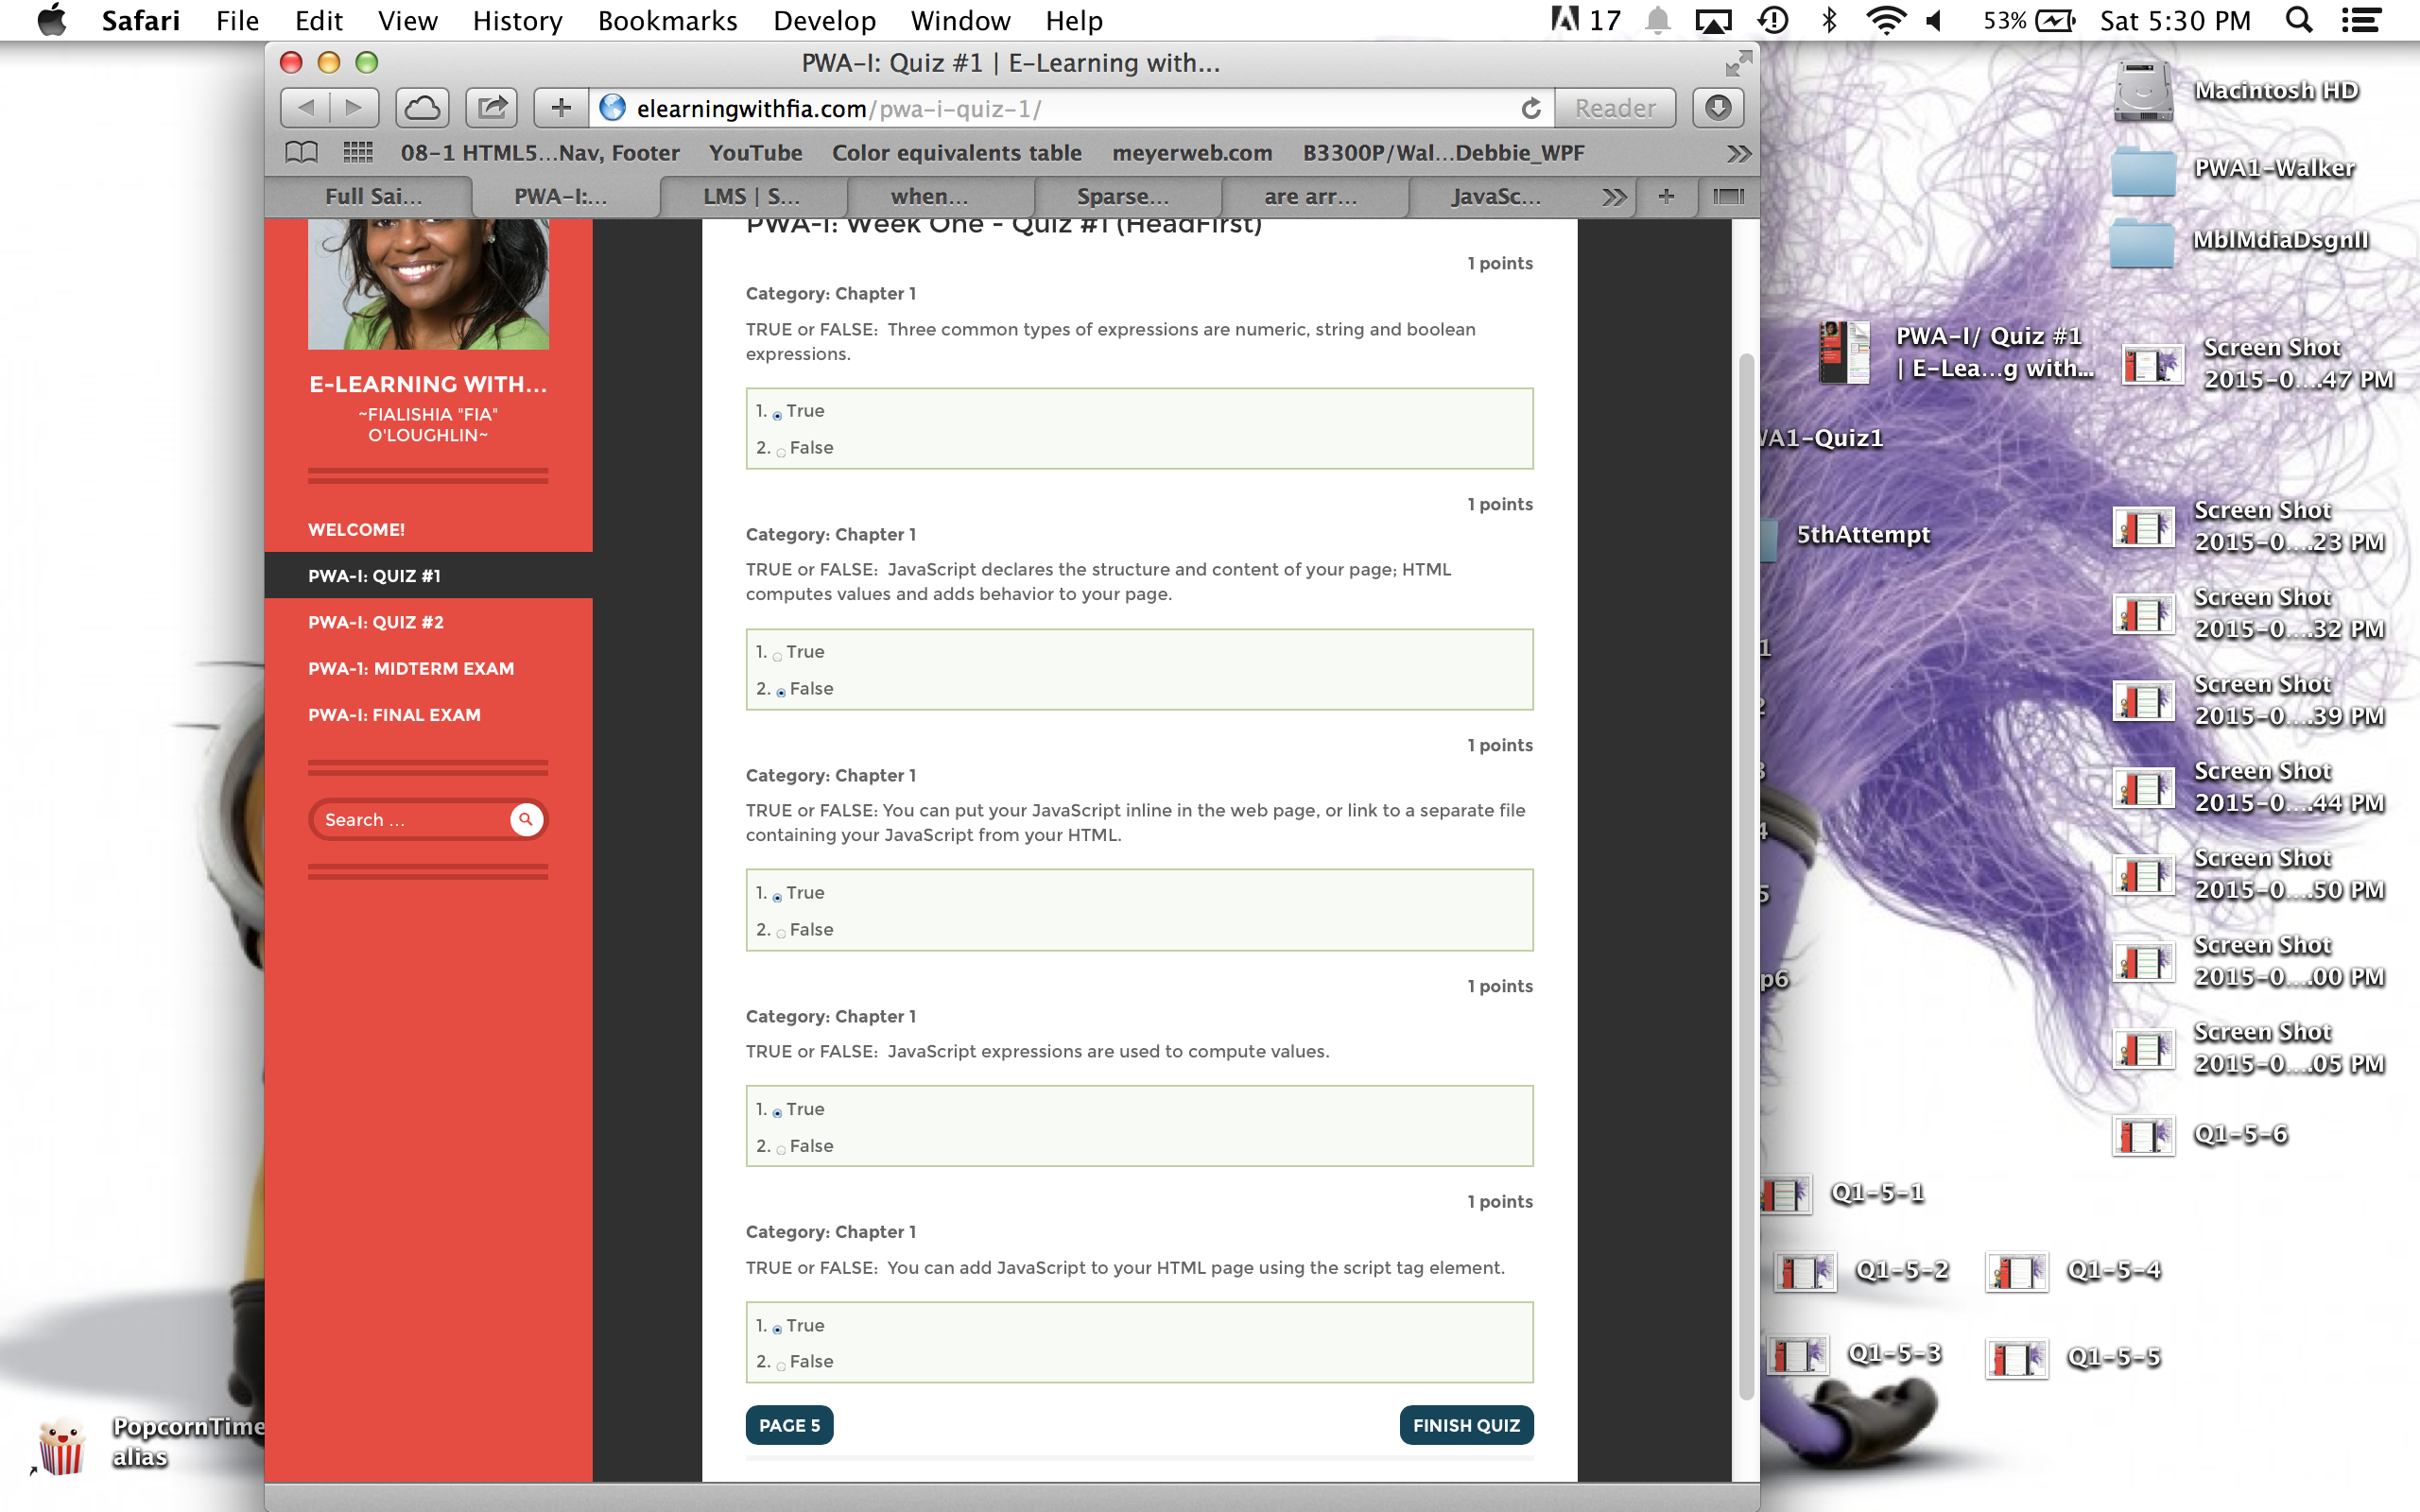 Safari File Edit View History Bookmarks Develop Window Help 17 53% Sat 5:30 PM
PWA-I: Quiz #1 | E-Learning with...
elearningwithfia.com/pwa-i-quiz-1/ Reader
08-1 HTML5...Nav, Footer YouTube Color equivalents table meyerweb.com B3300P/Wal...Debbie_WPF
Full Sai... PWA-I:... LMS | S... when... Sparse... are arr... JavaSc...
E-LEARNING WITH...
~FIALISHIA "FIA"
O'LOUGHLIN~
WELCOME!
PWA-I: QUIZ #1
PWA-I: QUIZ #2
PWA-1: MIDTERM EXAM
PWA-I: FINAL EXAM
Search ...
PWA-I: Week One - Quiz #1 (HeadFirst)
1 points
Category: Chapter 1
TRUE or FALSE: Three common types of expressions are numeric, string and boolean
expressions.
1. True
2. False
1 points
Category: Chapter 1
TRUE or FALSE: JavaScript declares the structure and content of your page; HTML
computes values and adds behavior to your page.
1. True
2. False
1 points
Category: Chapter 1
TRUE or FALSE: You can put your JavaScript inline in the web page, or link to a separate file
containing your JavaScript from your HTML.
1. True
2. False
1 points
Category: Chapter 1
TRUE or FALSE: JavaScript expressions are used to compute values.
1. True
2. False
1 points
Category: Chapter 1
TRUE or FALSE: You can add JavaScript to your HTML page using the script tag element.
1. True
2. False
PAGE 5 FINISH QUIZ
Macintosh HD
PWA1-Walker
MblMdiaDsgnII
PWA-I/ Quiz #1
| E-Lea...g with...
Screen Shot
2015-0....47 PM
WA1-Quiz1
5thAttempt
Screen Shot
2015-0....23 PM
Screen Shot
2015-0....32 PM
Screen Shot
2015-0....39 PM
Screen Shot
2015-0....44 PM
Screen Shot
2015-0....50 PM
Screen Shot
2015-0....00 PM
Screen Shot
2015-0....05 PM
p6
Q1-5-6
Q1-5-1
Q1-5-2 Q1-5-4
Q1-5-3 Q1-5-5
PopcornTime
alias